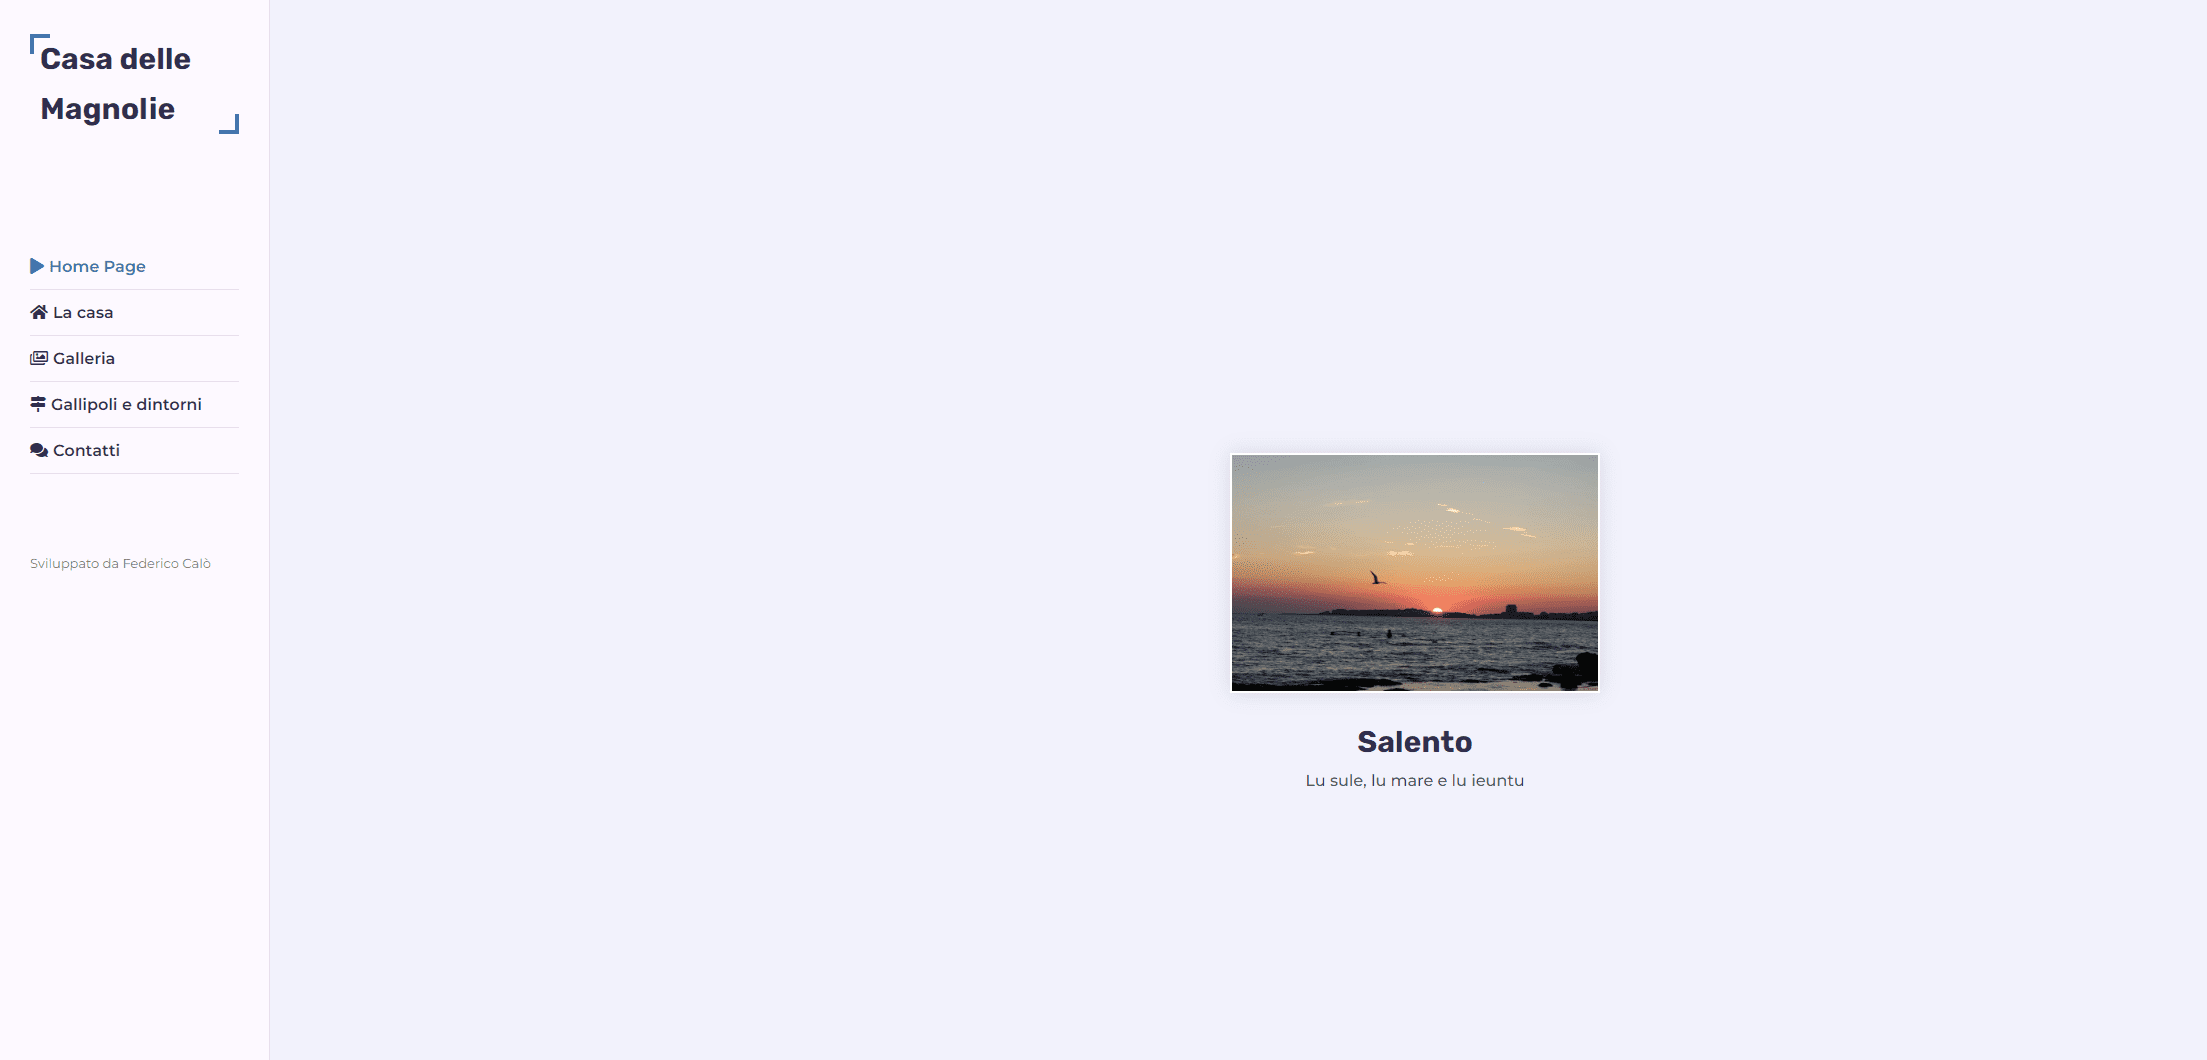 Casa delle
Magnolie
Home Page
La casa
Galleria
Gallipoli e dintorni
Contatti
Sviluppato da Federico Calò
Salento
Lu sule, lu mare e lu ieuntu